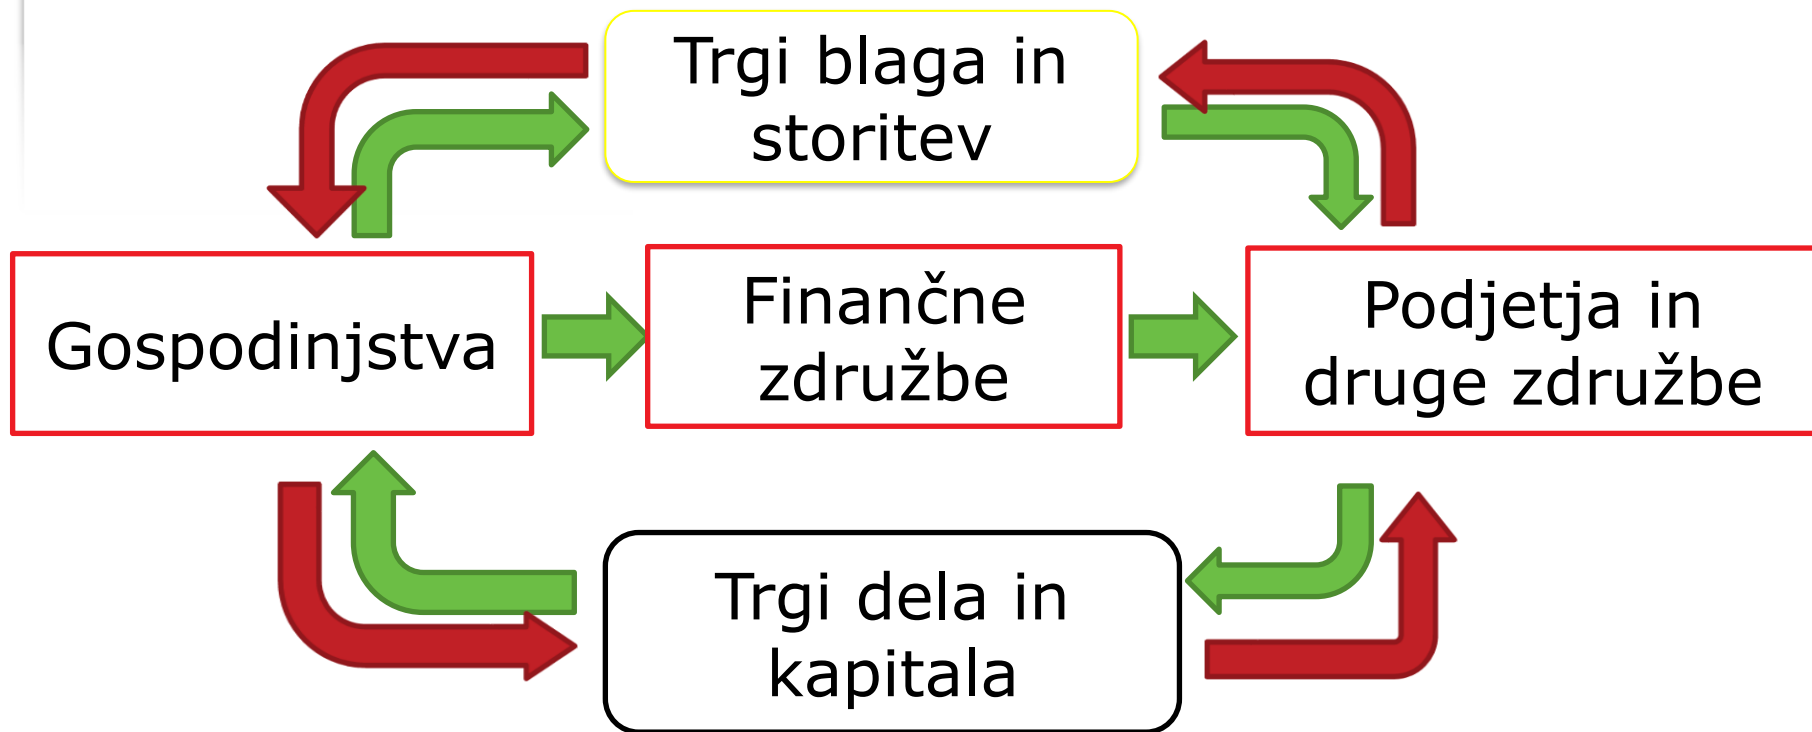 Trgi blaga in
storitev
Gospodinjstva
Finančne
združbe
Podjetja in
druge združbe
Trgi dela in
kapitala